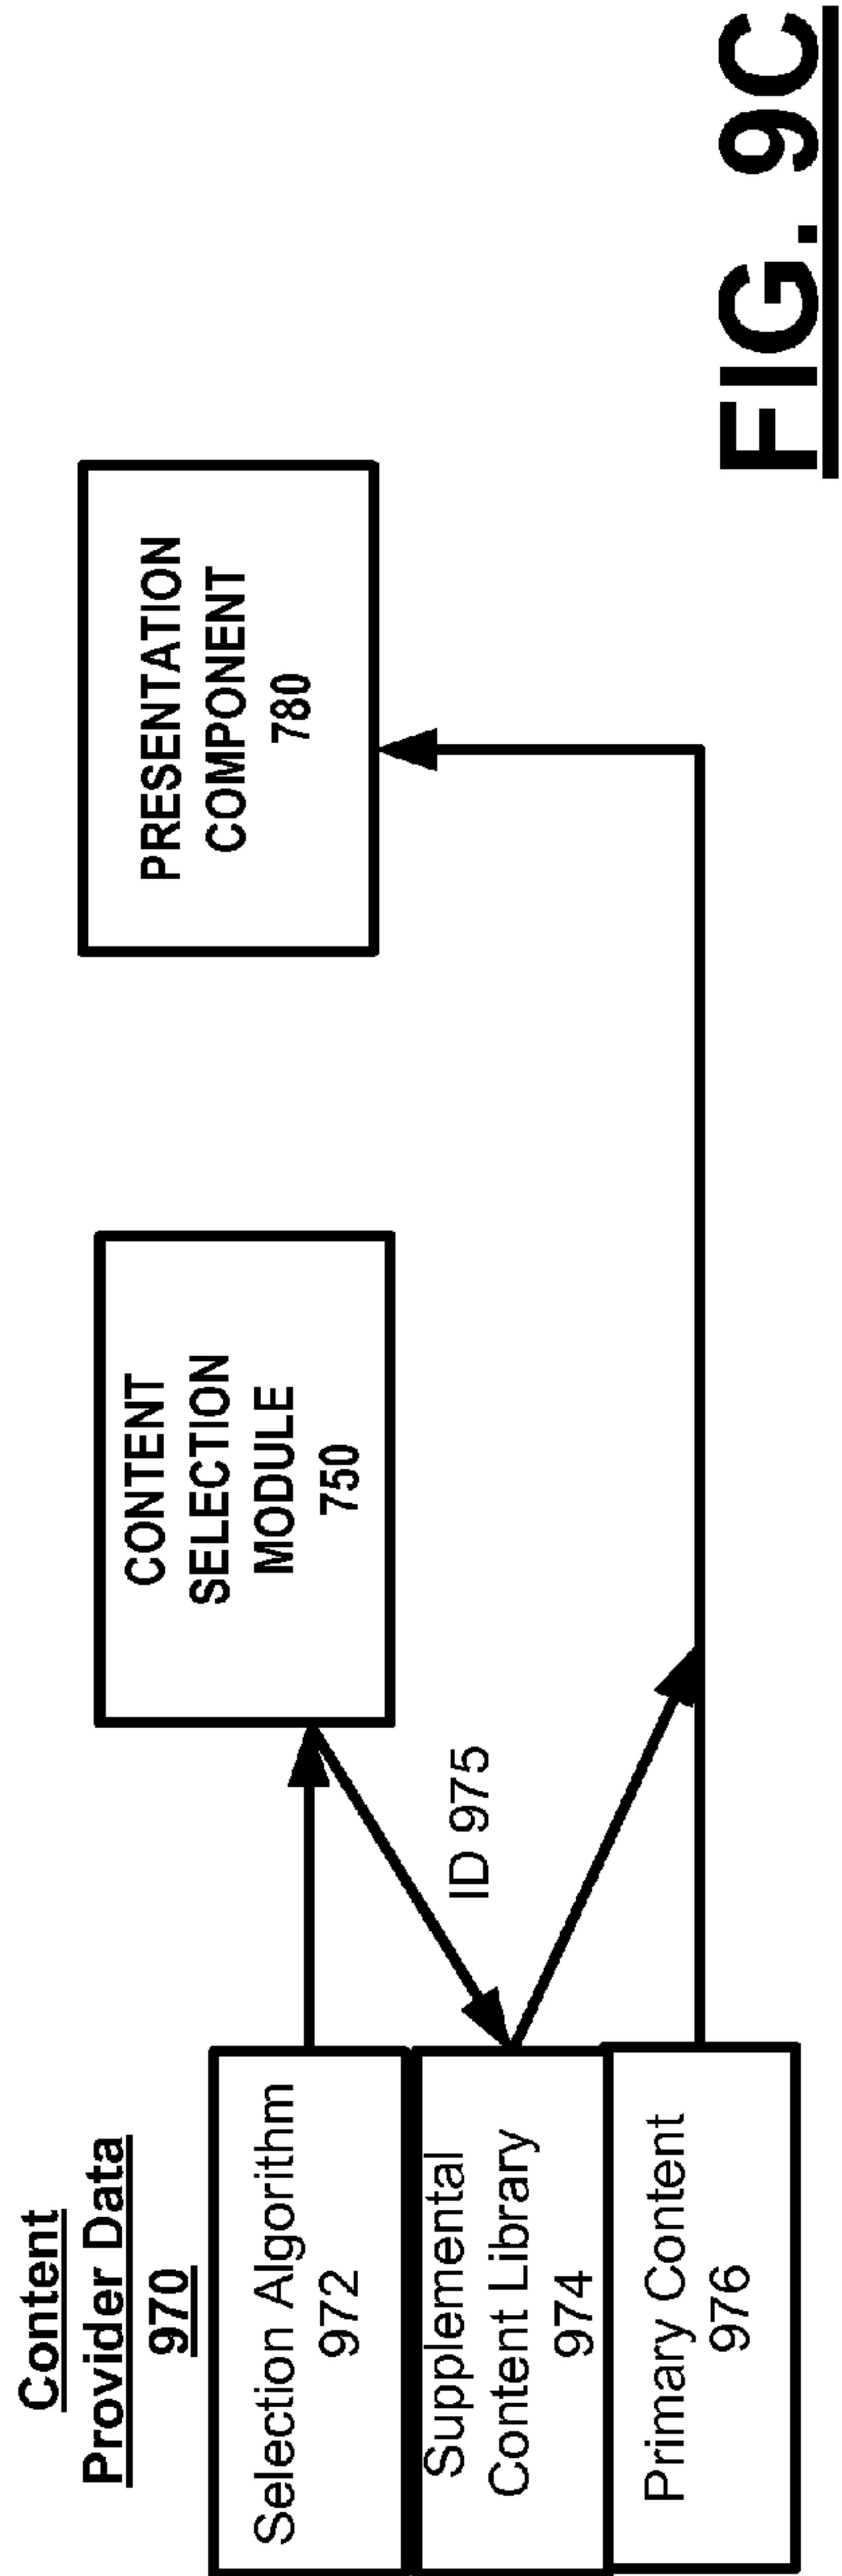 Content
Provider Data
970
Selection Algorithm
972
Supplemental
Content Library
974
Primary Content
976
ID 975
CONTENT
SELECTION
MODULE
750
PRESENTATION
COMPONENT
780
FIG. 9C